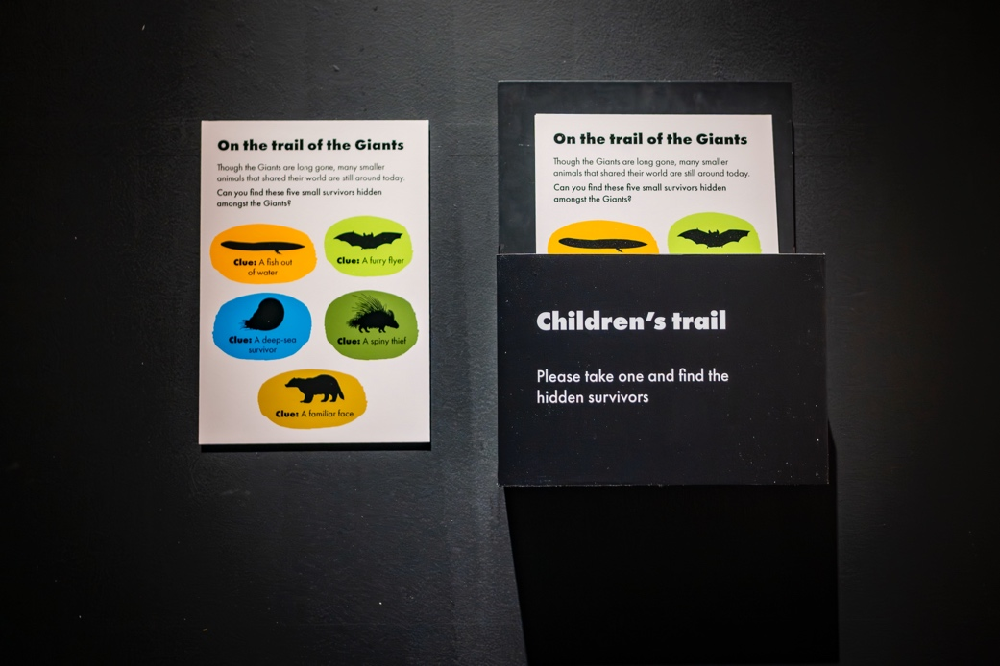 On the trail of the Giants
Though the Giants are long gone, many smaller
animals that shared their world are still around today.
Can you find these five small survivors hidden
amongst the Giants?
Clue: A fish out
of water
Clue: A furry flyer
Clue: A deep-sea
survivor
Clue: A spiny thief
Clue: A familiar face
On the trail of the Giants
Though the Giants are long gone, many smaller
animals that shared their world are still around today.
Can you find these five small survivors hidden
amongst the Giants?
Children's trail
Please take one and find the
hidden survivors